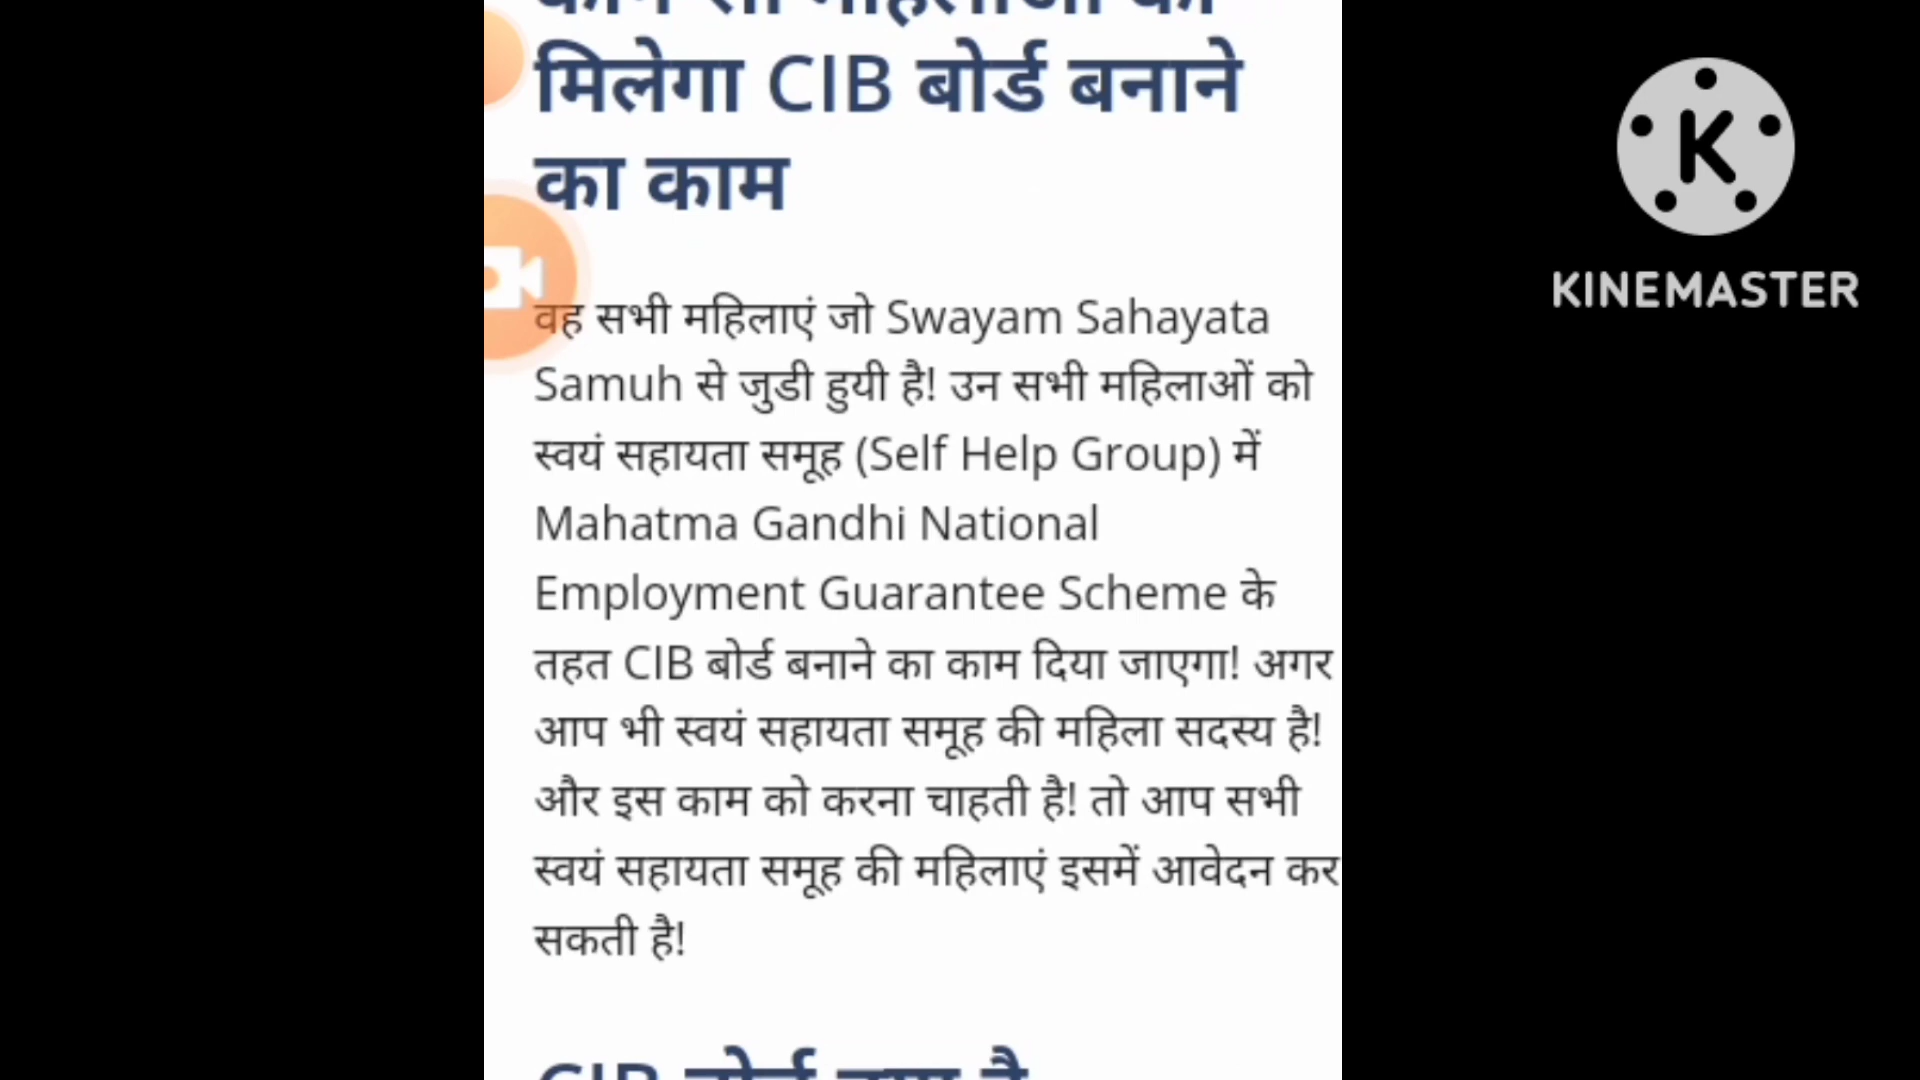 कौन सी महिलाओं को
मिलेगा CIB बोर्ड बनाने
का काम
वह सभी महिलाएं जो Swayam Sahayata
Samuh से जुडी हुयी है! उन सभी महिलाओं को
स्वयं सहायता समूह (Self Help Group) में
Mahatma Gandhi National
Employment Guarantee Scheme के
तहत CIB बोर्ड बनाने का काम दिया जाएगा! अगर
आप भी स्वयं सहायता समूह की महिला सदस्य है!
और इस काम को करना चाहती है! तो आप सभी
स्वयं सहायता समूह की महिलाएं इसमें आवेदन कर
सकती है!
CIB बोर्ड क्या है
K
KINEMASTER